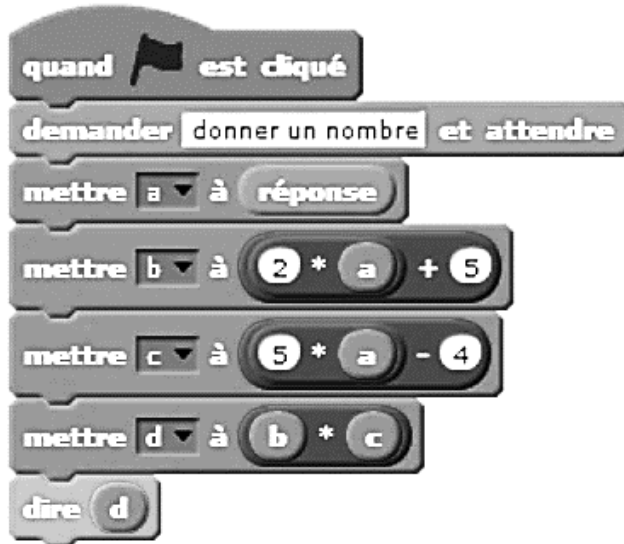 quand est cliqué
demander donner un nombre et attendre
mettre a à réponse
mettre b à 2 * a + 5
mettre c à 5 * a - 4
mettre d à b * c
dire d